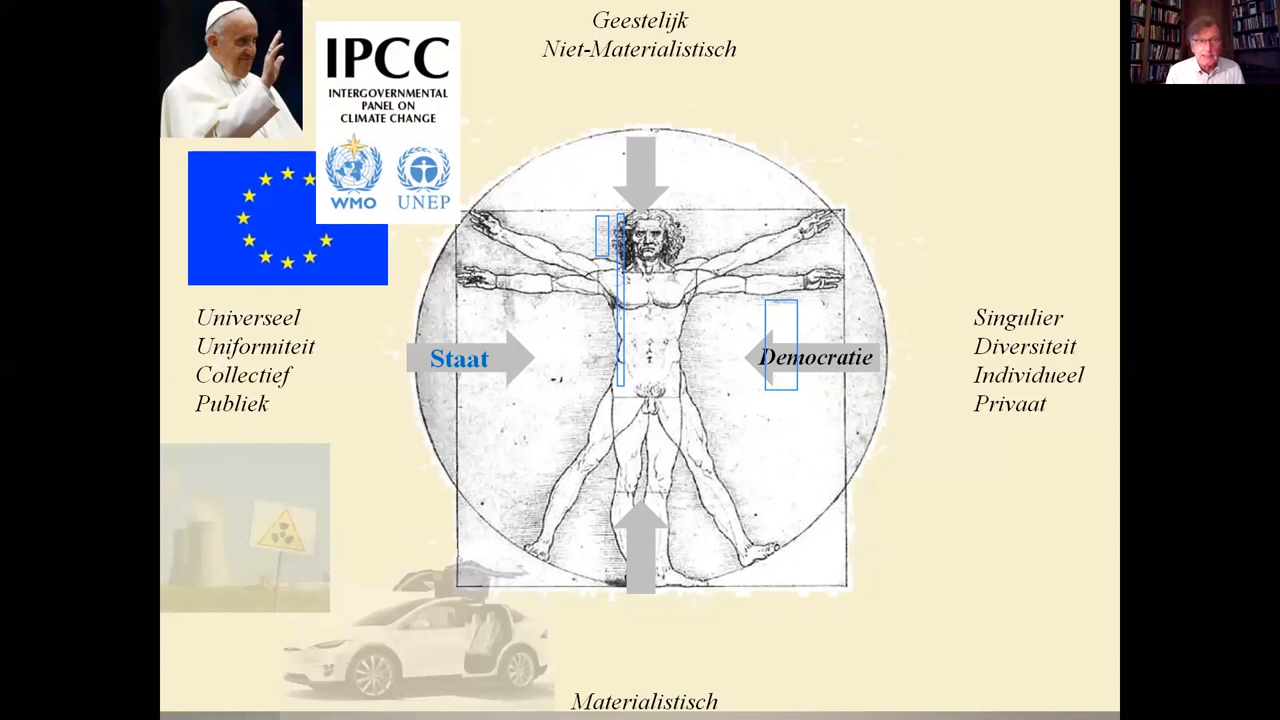 Geestelijk
Niet-Materialistisch
IPCC
INTERGOVERNMENTAL
PANEL ON
CLIMATE CHANGE
WMO
UNEP
Universeel
Uniformiteit
Collectief
Publiek
Staat
Democratie
Singulier
Diversiteit
Individueel
Privaat
Materialistisch